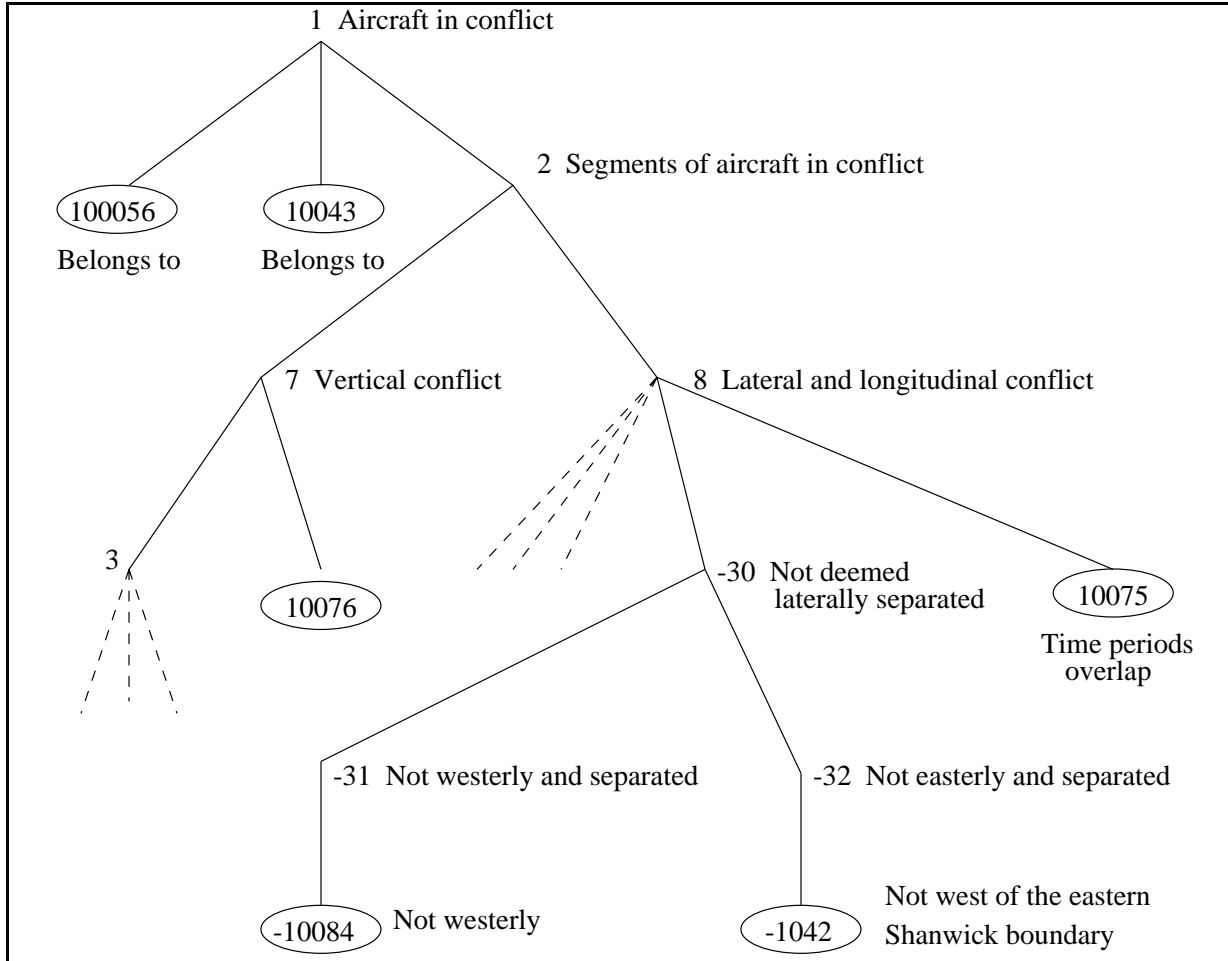 1 Aircraft in conflict
2 Segments of aircraft in conflict
100056
10043
Belongs to
Belongs to
7 Vertical conflict
8 Lateral and longitudinal conflict
3
-30 Not deemed
laterally separated
10076
10075
Time periods
overlap
-31 Not westerly and separated
-32 Not easterly and separated
-10084
Not westerly
-1042
Not west of the eastern
Shanwick boundary